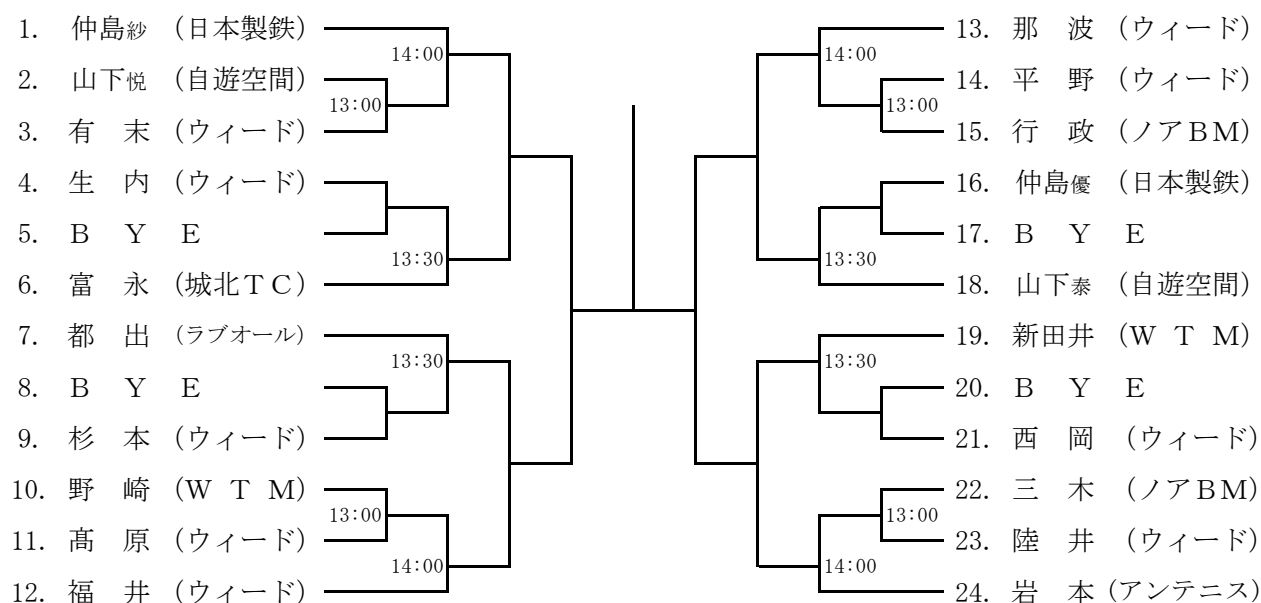 1. 仲島紗 (日本製鉄)
14:00
2. 山下悦 (自遊空間)
13:00
3. 有 末 (ウィード)
4. 生 内 (ウィード)
5. B Y E
13:30
6. 富 永 (城北TC)
7. 都 出 (ラブオール)
13:30
8. B Y E
9. 杉 本 (ウィード)
10. 野 崎 (W T M)
13:00
11. 髙 原 (ウィード)
14:00
12. 福 井 (ウィード)
13. 那 波 (ウィード)
14:00
14. 平 野 (ウィード)
13:00
15. 行 政 (ノアBM)
16. 仲島優 (日本製鉄)
17. B Y E
13:30
18. 山下泰 (自遊空間)
19. 新田井 (W T M)
13:30
20. B Y E
21. 西 岡 (ウィード)
22. 三 木 (ノアBM)
13:00
23. 陸 井 (ウィード)
14:00
24. 岩 本 (アンテニス)